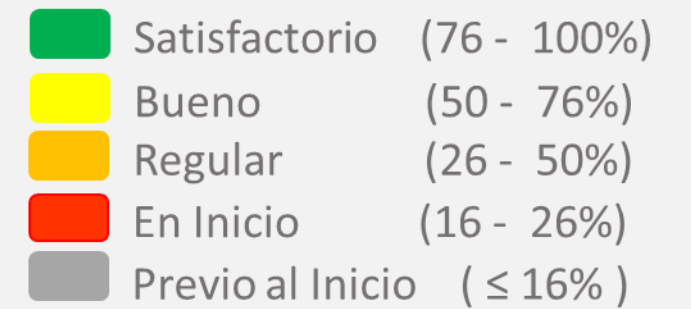 Satisfactorio (76 - 100%)
Bueno (50 - 76%)
Regular (26 - 50%)
En Inicio (16 - 26%)
Previo al Inicio ( ≤ 16% )